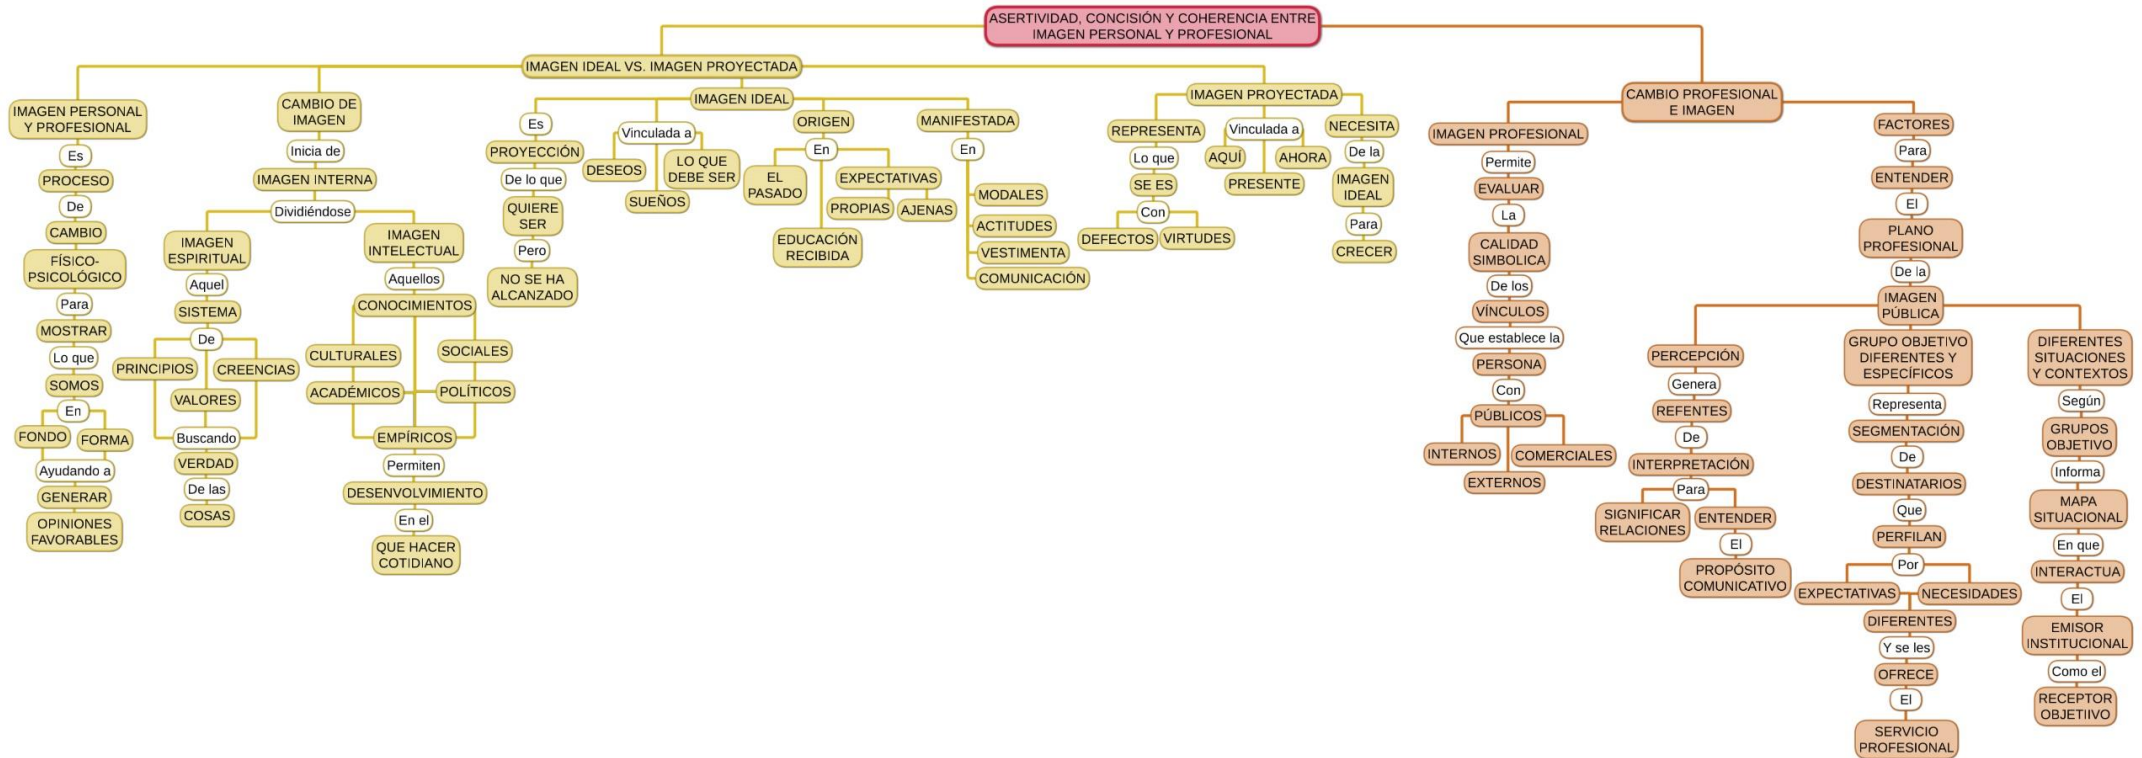 ASERTIVIDAD, CONCISIÓN Y COHERENCIA ENTRE
IMAGEN PERSONAL Y PROFESIONAL
IMAGEN IDEAL VS. IMAGEN PROYECTADA
IMAGEN PERSONAL
Y PROFESIONAL
Es
PROCESO
De
CAMBIO
FÍSICO-
PSICOLÓGICO
Para
MOSTRAR
Lo que
SOMOS
En
FONDO
FORMA
Ayudando a
GENERAR
OPINIONES
FAVORABLES
CAMBIO DE
IMAGEN
Inicia de
IMAGEN INTERNA
Dividiéndose
IMAGEN
ESPIRITUAL
Aquel
SISTEMA
De
PRINCIPIOS
CREENCIAS
VALORES
Buscando
VERDAD
De las
COSAS
IMAGEN
INTELECTUAL
Aquellos
CONOCIMIENTOS
CULTURALES
SOCIALES
ACADÉMICOS
POLÍTICOS
EMPÍRICOS
Permiten
DESENVOLVIMIENTO
En el
QUE HACER
COTIDIANO
IMAGEN IDEAL
Es
PROYECCIÓN
De lo que
QUIERE
SER
Pero
NO SE HA
ALCANZADO
Vinculada a
DESEOS
SUEÑOS
LO QUE
DEBE SER
ORIGEN
En
EL
PASADO
EDUCACIÓN
RECIBIDA
EXPECTATIVAS
PROPIAS
AJENAS
MANIFESTADA
En
MODALES
ACTITUDES
VESTIMENTA
COMUNICACIÓN
IMAGEN PROYECTADA
REPRESENTA
Lo que
SE ES
Con
DEFECTOS
VIRTUDES
Vinculada a
AQUÍ
AHORA
PRESENTE
NECESITA
De la
IMAGEN
IDEAL
Para
CRECER
CAMBIO PROFESIONAL
E IMAGEN
IMAGEN PROFESIONAL
Permite
EVALUAR
La
CALIDAD
SIMBOLICA
De los
VÍNCULOS
Que establece la
PERSONA
Con
PÚBLICOS
INTERNOS
COMERCIALES
EXTERNOS
FACTORES
Para
ENTENDER
El
PLANO
PROFESIONAL
De la
IMAGEN
PÚBLICA
PERCEPCIÓN
Genera
REFENTES
De
INTERPRETACIÓN
Para
SIGNIFICAR
RELACIONES
ENTENDER
El
PROPÓSITO
COMUNICATIVO
GRUPO OBJETIVO
DIFERENTES Y
ESPECÍFICOS
Representa
SEGMENTACIÓN
De
DESTINATARIOS
Que
PERFILAN
Por
EXPECTATIVAS
NECESIDADES
DIFERENTES
Y se les
OFRECE
El
SERVICIO
PROFESIONAL
DIFERENTES
SITUACIONES
Y CONTEXTOS
Según
GRUPOS
OBJETIVO
Informa
MAPA
SITUACIONAL
En que
INTERACTUA
El
EMISOR
INSTITUCIONAL
Como el
RECEPTOR
OBJETIIVO